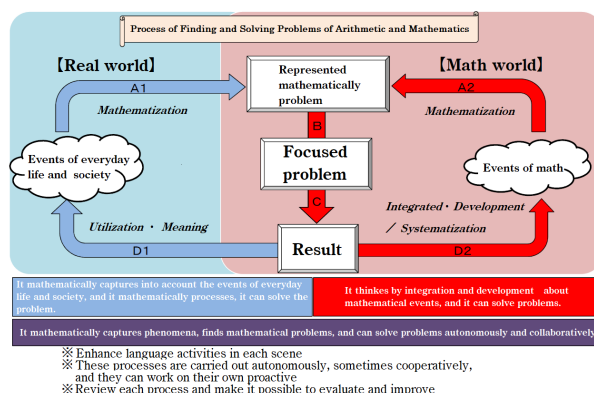 Process of Finding and Solving Problems of Arithmetic and Mathematics
【Real world】
【Math world】
Represented
mathematically
problem
A1
A2
Mathematization
Mathematization
B
Events of everyday
life and society
Focused
problem
Events of math
C
Utilization・ Meaning
Integrated・Development
／ Systematization
D1
Result
D2
It mathematically captures into account the events of everyday
life and society, and it mathematically processes, it can solve the
problem.
It thinkes by integration and development about
mathematical events, and it can solve problems.
It mathematically captures phenomena, finds mathematical problems, and can solve problems autonomously and collaboratively
※ Enhance language activities in each scene
※ These processes are carried out autonomously, sometimes cooperatively,
and they can work on their own proactive
※ Review each process and make it possible to evaluate and improve